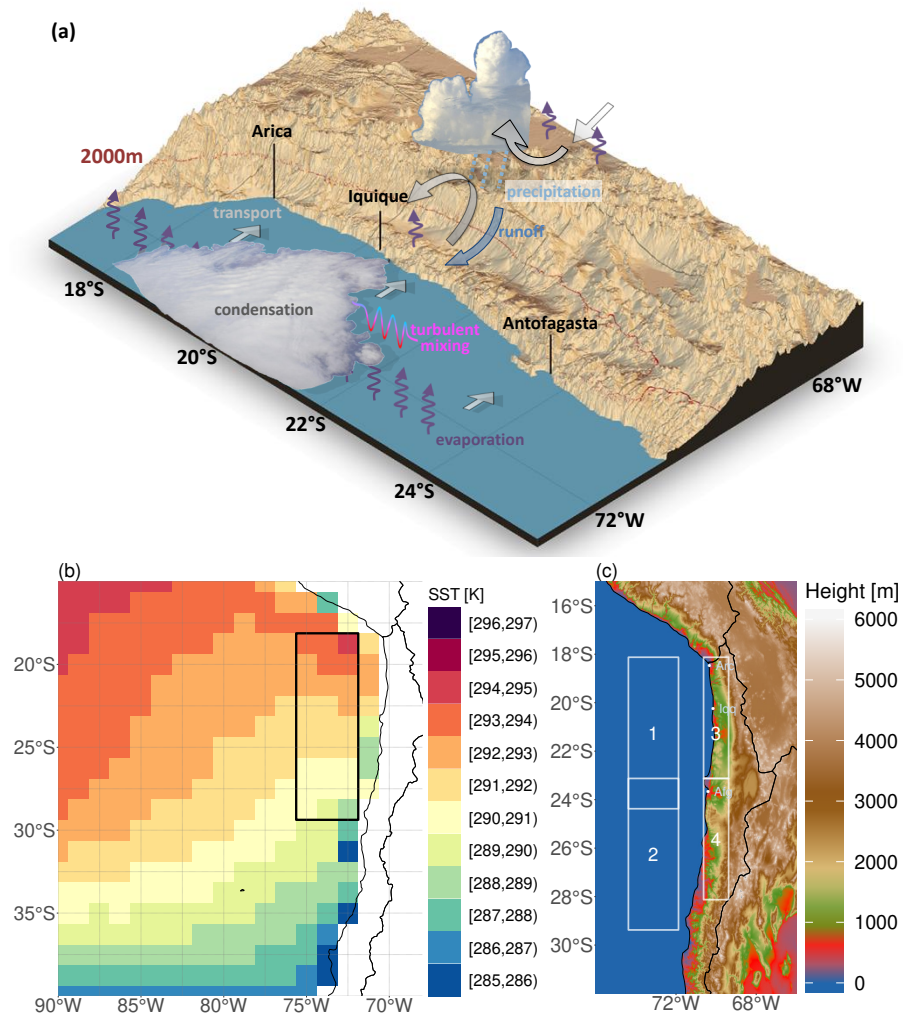 (a)
Arica
2000m
Iquique
precipitation
transport
runoff
18°S
condensation
Antofagasta
turbulent
mixing
20°S
68°W
22°S
evaporation
24°S
72°W
(b)
SST [K]
[296,297)
[295,296)
[294,295)
[293,294)
[292,293)
[291,292)
[290,291)
[289,290)
[288,289)
[287,288)
[286,287)
[285,286)
20°S
25°S
30°S
35°S
90°W
85°W
80°W
75°W
70°W
(c)
Height [m]
16°S
18°S
20°S
22°S
24°S
26°S
28°S
30°S
1
2
3
4
Iqq
72°W
68°W
6000
5000
4000
3000
2000
1000
0